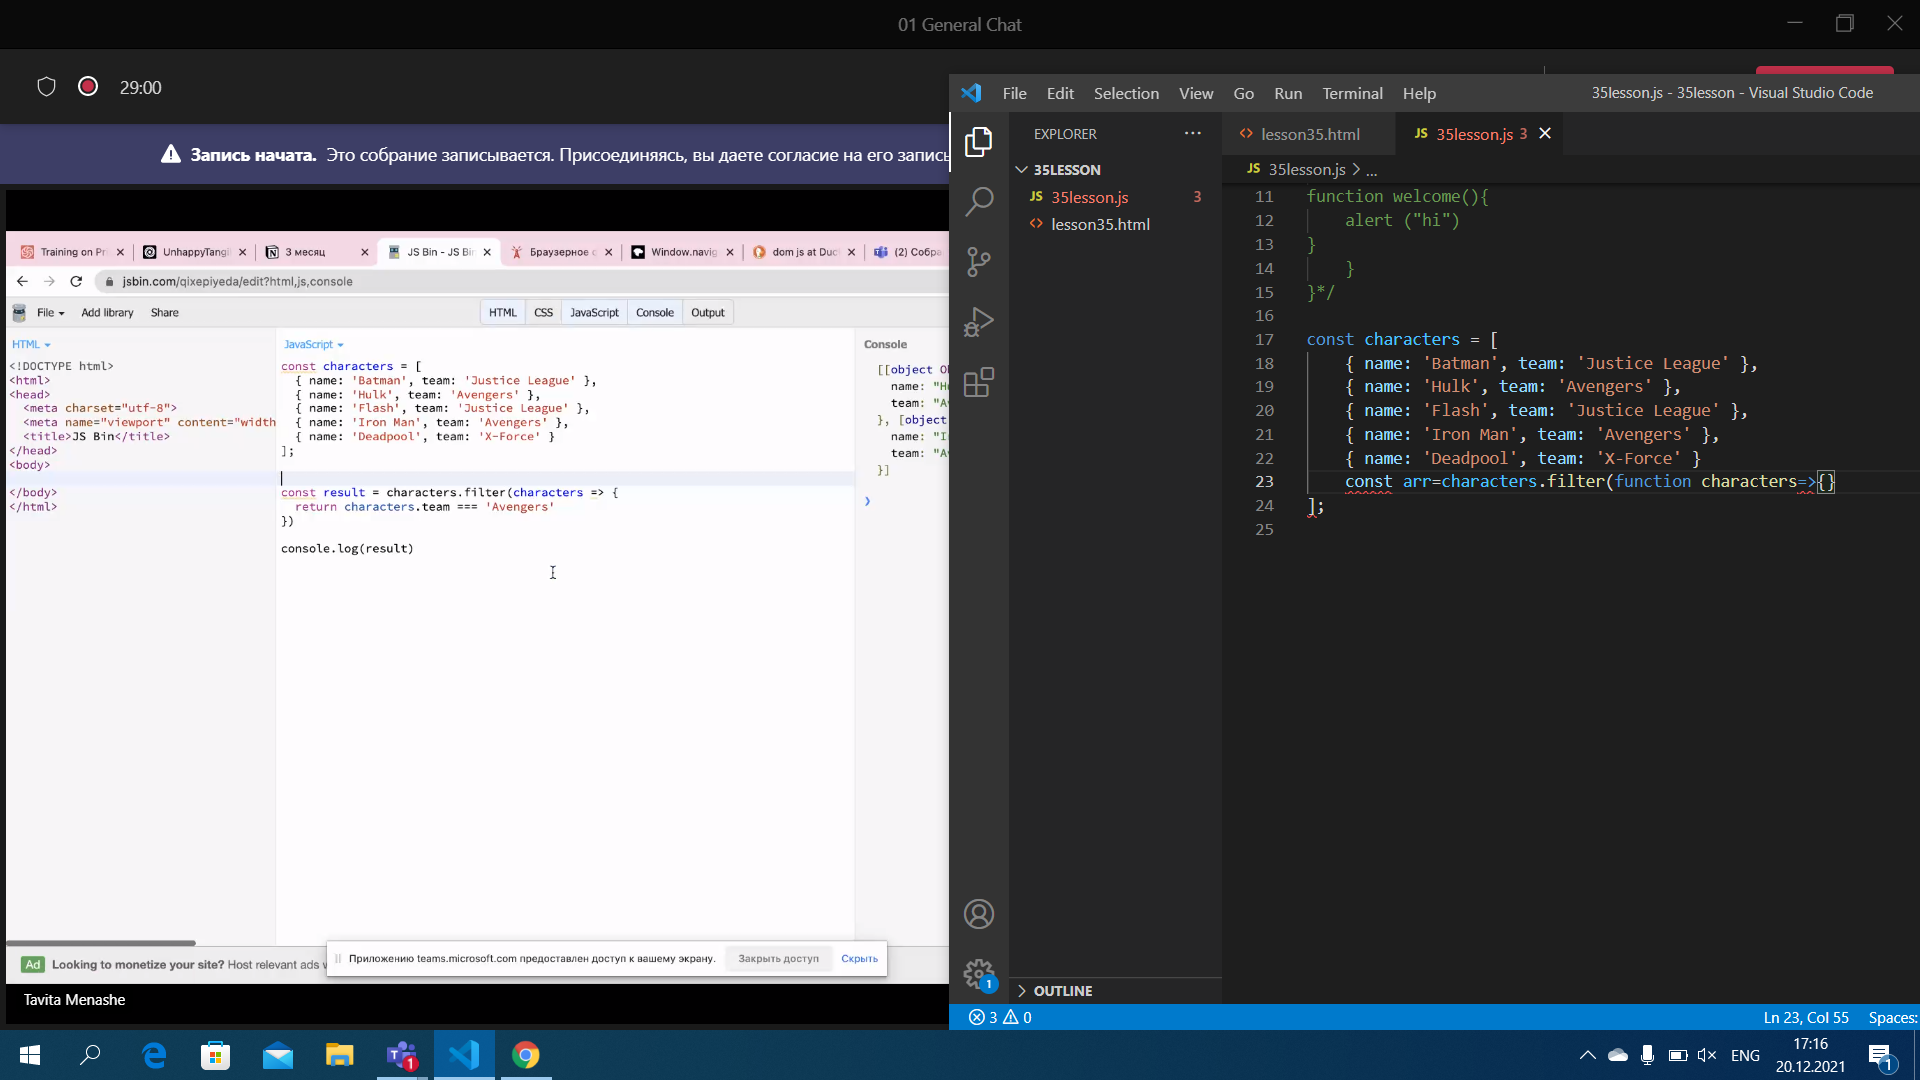 01 General Chat
29:00
Запись начата. Это собрание записывается. Присоединяясь, вы даете согласие на его запись
Training on Pr
UnhappyTangl
3 месяц
JS Bin - JS Bin
Браузерное о
Window.navig
dom js at Duc
(2) Собра
jsbin.com/qixepiyeda/edit?html,js,console
File
Add library
Share
HTML
CSS
JavaScript
Console
Output
HTML
<!DOCTYPE html>
<html>
<head>
<meta charset="utf-8">
<meta name="viewport" content="width
<title>JS Bin</title>
</head>
<body>
</body>
</html>
JavaScript
const characters = [
{ name: 'Batman', team: 'Justice League' },
{ name: 'Hulk', team: 'Avengers' },
{ name: 'Flash', team: 'Justice League' },
{ name: 'Iron Man', team: 'Avengers' },
{ name: 'Deadpool', team: 'X-Force' }
];
const result = characters.filter(characters => {
return characters.team === 'Avengers'
})
console.log(result)
Console
[[object O
name: "H
team: "A
}, [object
name: "I
team: "A
}]
Ad Looking to monetize your site? Host relevant ads
Приложению teams.microsoft.com предоставлен доступ к вашему экрану.
Закрыть доступ
Скрыть
Tavita Menashe
File Edit Selection View Go Run Terminal Help
35lesson.js - 35lesson - Visual Studio Code
EXPLORER
35LESSON
JS 35lesson.js 3
<> lesson35.html
<> lesson35.html
JS 35lesson.js 3
JS 35lesson.js > ...
11 function welcome(){
12 alert ("hi")
13 }
14 }
15 }*/
16
17 const characters = [
18 { name: 'Batman', team: 'Justice League' },
19 { name: 'Hulk', team: 'Avengers' },
20 { name: 'Flash', team: 'Justice League' },
21 { name: 'Iron Man', team: 'Avengers' },
22 { name: 'Deadpool', team: 'X-Force' }
23 const arr=characters.filter(function characters=>{}
24 ];
25
OUTLINE
1
3 0
Ln 23, Col 55
Spaces:
1
ENG
17:16
20.12.2021
1